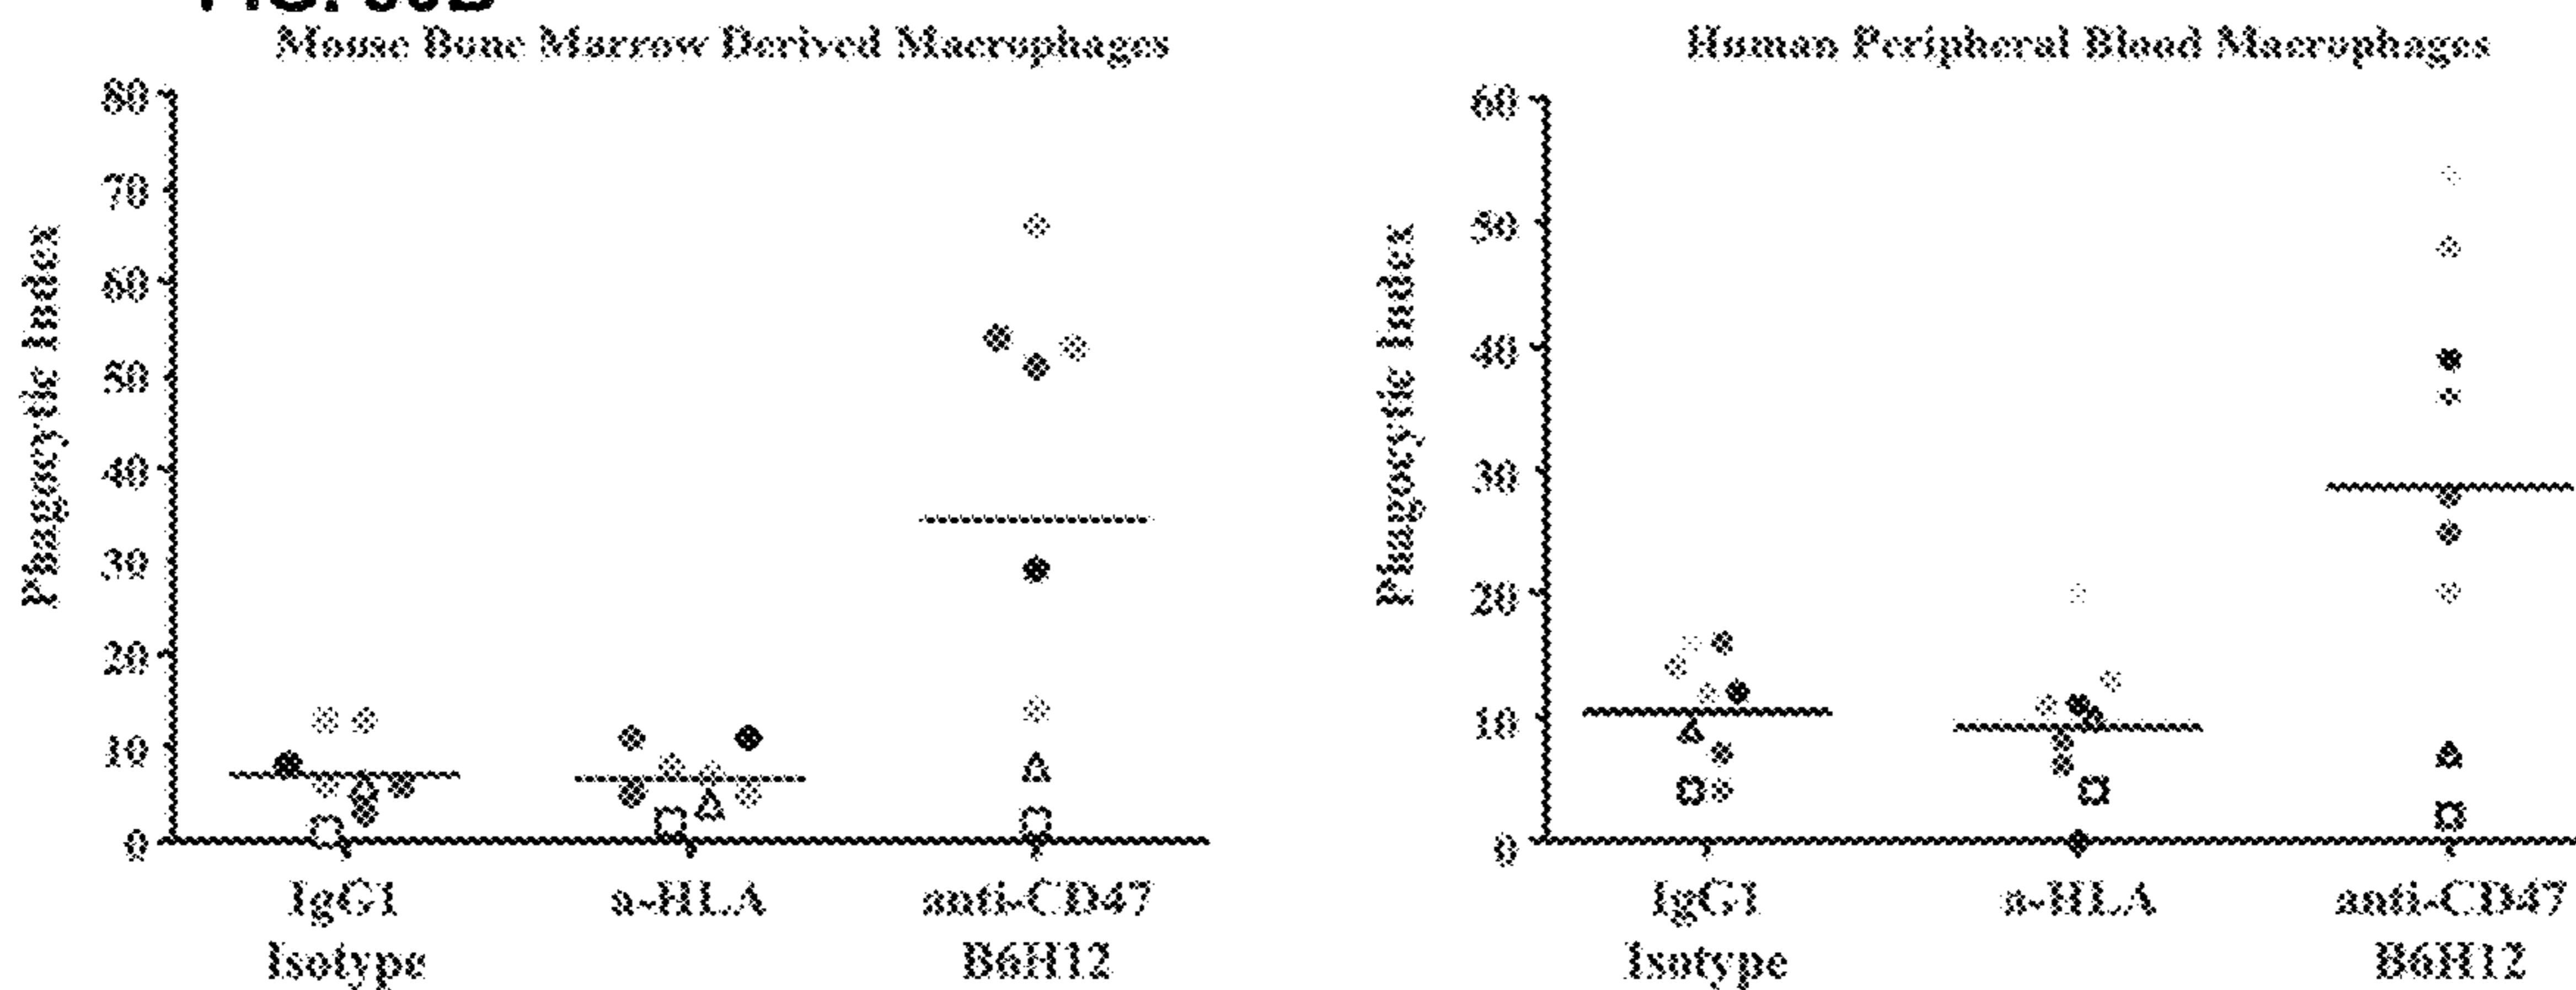 Mouse Bone Marrow Derived Macrophages
Phagocytic Index
80
70
60
50
40
30
20
10
0
IgG1
Isotype
a-HLA
anti-CD47
B6H12
Human Peripheral Blood Macrophages
Phagocytic Index
60
50
40
30
20
10
0
IgG1
Isotype
a-HLA
anti-CD47
B6H12